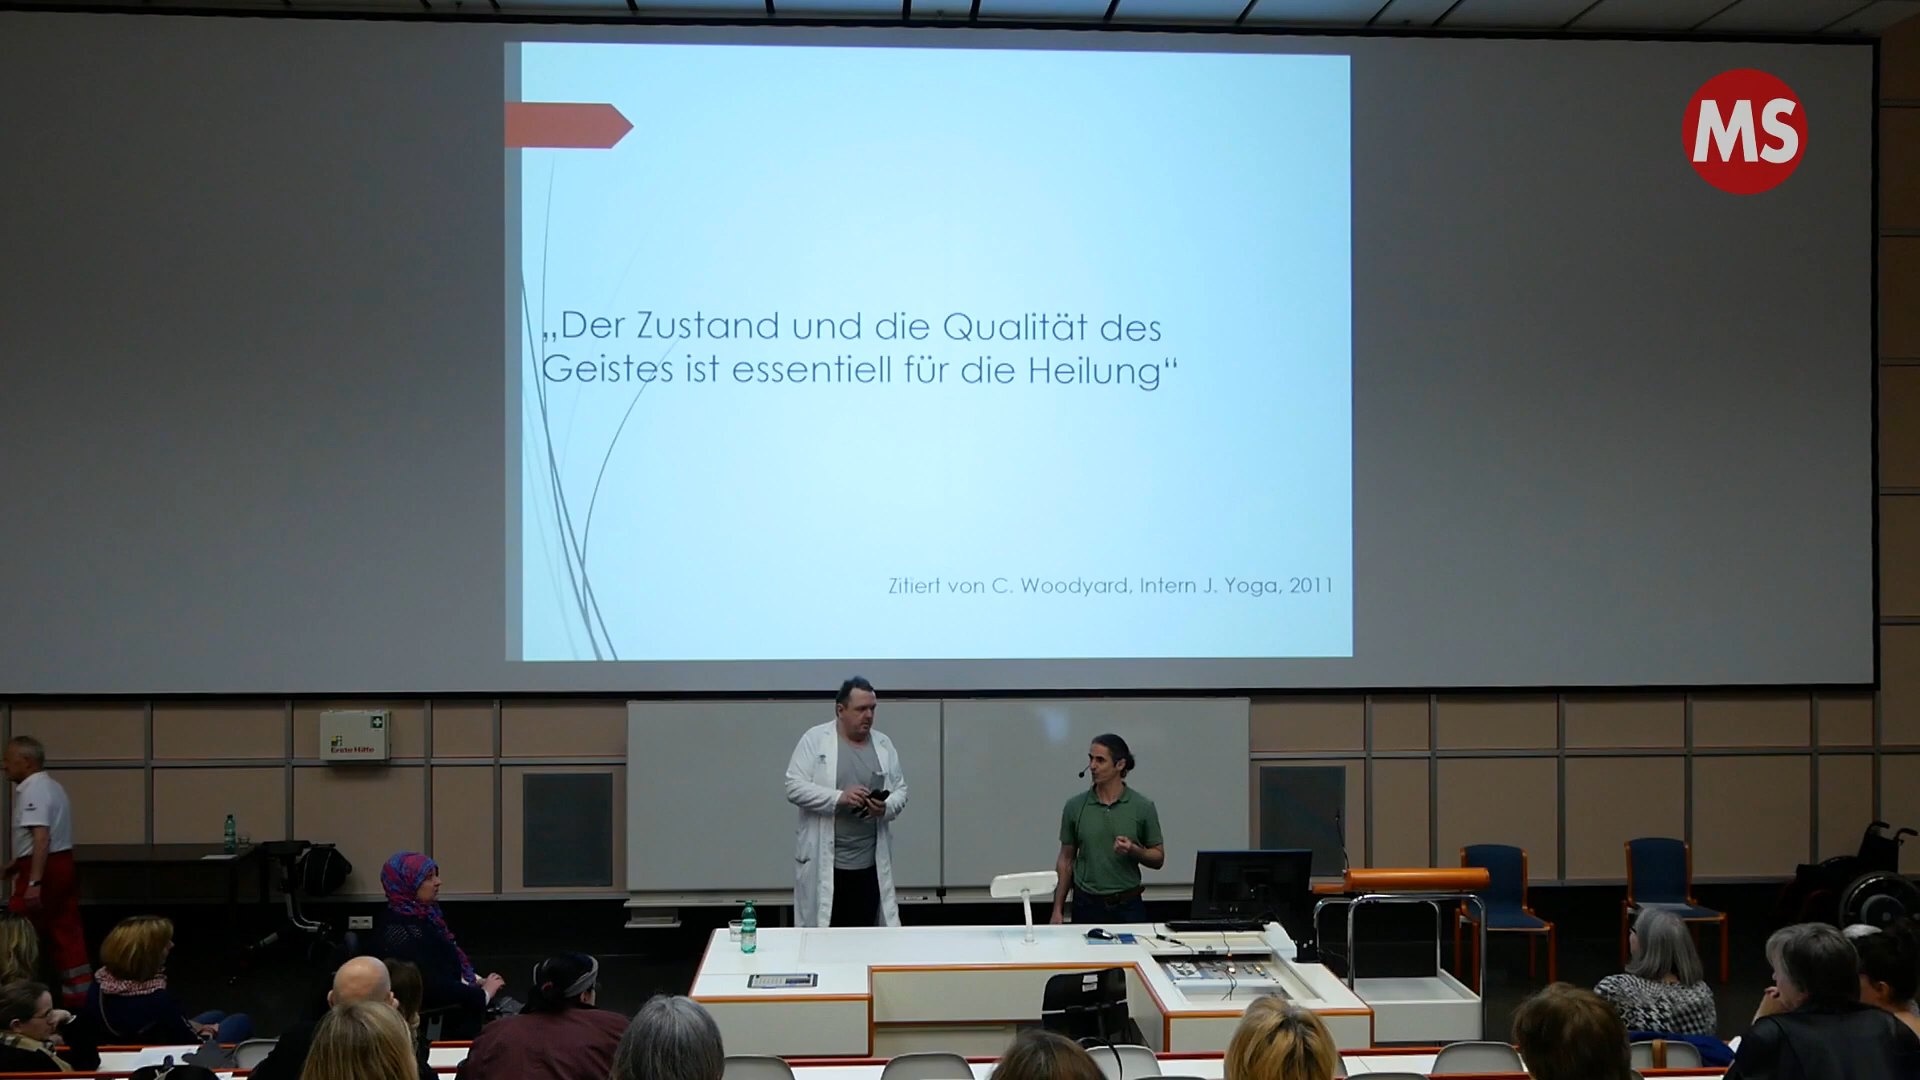 MS
„Der Zustand und die Qualität des
Geistes ist essentiell für die Heilung“
Zitiert von C. Woodyard, Intern J. Yoga, 2011
Erste Hilfe